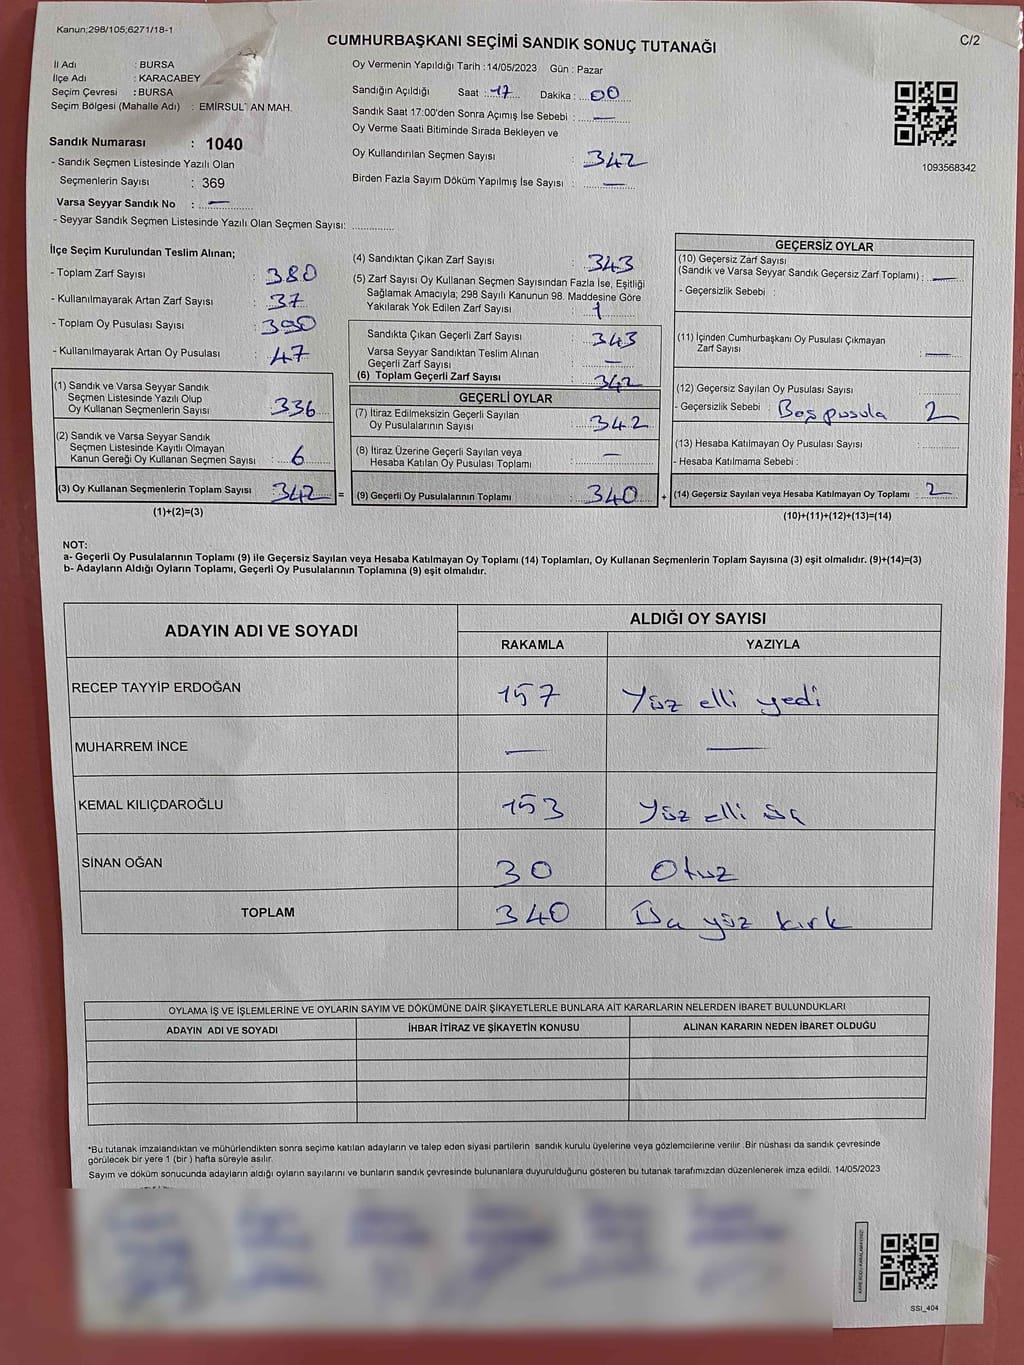 Kanun;298/105;6271/18-1
C/2
CUMHURBAŞKANI SEÇİMİ SANDIK SONUÇ TUTANAĞI
İl Adı : BURSA
İlçe Adı : KARACABEY
Seçim Çevresi : BURSA
Seçim Bölgesi (Mahalle Adı) : EMİRSUL AN MAH.
Sandık Numarası : 1040
- Sandık Seçmen Listesinde Yazılı Olan
Seçmenlerin Sayısı : 369
Varsa Seyyar Sandık No : —
- Seyyar Sandık Seçmen Listesinde Yazılı Olan Seçmen Sayısı: ..............
Oy Vermenin Yapıldığı Tarih :14/05/2023 Gün : Pazar
Sandığın Açıldığı Saat : 17 Dakika : 00
Sandık Saat 17:00'den Sonra Açımış İse Sebebi : —
Oy Verme Saati Bitiminde Sırada Bekleyen ve
Oy Kullandırılan Seçmen Sayısı : 342
Birden Fazla Sayım Döküm Yapılmış İse Sayısı : —
1093568342
İlçe Seçim Kurulundan Teslim Alınan;
- Toplam Zarf Sayısı : 380
- Kullanılmayarak Artan Zarf Sayısı : 37
- Toplam Oy Pusulası Sayısı : 390
- Kullanılmayarak Artan Oy Pusulası : 47
(1) Sandık ve Varsa Seyyar Sandık
Seçmen Listesinde Yazılı Olup
Oy Kullanan Seçmenlerin Sayısı : 336
(2) Sandık ve Varsa Seyyar Sandık
Seçmen Listesinde Kayıtlı Olmayan
Kanun Gereği Oy Kullanan Seçmen Sayısı : 6
(3) Oy Kullanan Seçmenlerin Toplam Sayısı : 342 =
(1)+(2)=(3)
(4) Sandıktan Çıkan Zarf Sayısı : 343
(5) Zarf Sayısı Oy Kullanan Seçmen Sayısından Fazla İse, Eşitliği
Sağlamak Amacıyla; 298 Sayılı Kanunun 98. Maddesine Göre
Yakılarak Yok Edilen Zarf Sayısı : 1
Sandıkta Çıkan Geçerli Zarf Sayısı : 343
Varsa Seyyar Sandıktan Teslim Alınan
Geçerli Zarf Sayısı : —
(6) Toplam Geçerli Zarf Sayısı : 342
GEÇERLİ OYLAR
(7) İtiraz Edilmeksizin Geçerli Sayılan
Oy Pusulalarının Sayısı : 342
(8) İtiraz Üzerine Geçerli Sayılan veya
Hesaba Katılan Oy Pusulası Toplamı : —
(9) Geçerli Oy Pusulalarının Toplamı : 340 +
GEÇERSİZ OYLAR
(10) Geçersiz Zarf Sayısı
(Sandık ve Varsa Seyyar Sandık Geçersiz Zarf Toplamı) : —
- Geçersizlik Sebebi :
(11) İçinden Cumhurbaşkanı Oy Pusulası Çıkmayan
Zarf Sayısı : —
(12) Geçersiz Sayılan Oy Pusulası Sayısı
- Geçersizlik Sebebi : Boş pusula 2
(13) Hesaba Katılmayan Oy Pusulası Sayısı
- Hesaba Katılmama Sebebi :
(14) Geçersiz Sayılan veya Hesaba Katılmayan Oy Toplamı : 2
(10)+(11)+(12)+(13)=(14)
NOT:
a- Geçerli Oy Pusulalarının Toplamı (9) ile Geçersiz Sayılan veya Hesaba Katılmayan Oy Toplamı (14) Toplamları, Oy Kullanan Seçmenlerin Toplam Sayısına (3) eşit olmalıdır. (9)+(14)=(3)
b- Adayların Aldığı Oyların Toplamı, Geçerli Oy Pusulalarının Toplamına (9) eşit olmalıdır.
ADAYIN ADI VE SOYADI
ALDIĞI OY SAYISI
RAKAMLA YAZIYLA
RECEP TAYYİP ERDOĞAN 157 Yüz elli yedi
MUHARREM İNCE — —
KEMAL KILIÇDAROĞLU 153 Yüz elli üç
SİNAN OĞAN 30 Otuz
TOPLAM 340 Üç yüz kırk
OYLAMA İŞ VE İŞLEMLERİNE VE OYLARIN SAYIM VE DÖKÜMÜNE DAİR ŞİKAYETLERLE BUNLARA AİT KARARLARIN NELERDEN İBARET BULUNDUKLARI
ADAYIN ADI VE SOYADI İHBAR İTİRAZ VE ŞİKAYETİN KONUSU ALINAN KARARIN NEDEN İBARET OLDUĞU
*Bu tutanak imzalandıktan ve mühürlendikten sonra seçime katılan adayların ve talep eden siyasi partilerin sandık kurulu üyelerine veya gözlemcilerine verilir .Bir nüshası da sandık çevresinde
görülecek bir yere 1 (bir ) hafta süreyle asılır.
Sayım ve döküm sonucunda adayların aldığı oyların sayılarını ve bunların sandık çevresinde bulunanlara duyurulduğunu gösteren bu tutanak tarafımızdan düzenlenerek imza edildi. 14/05/2023
SSI_404